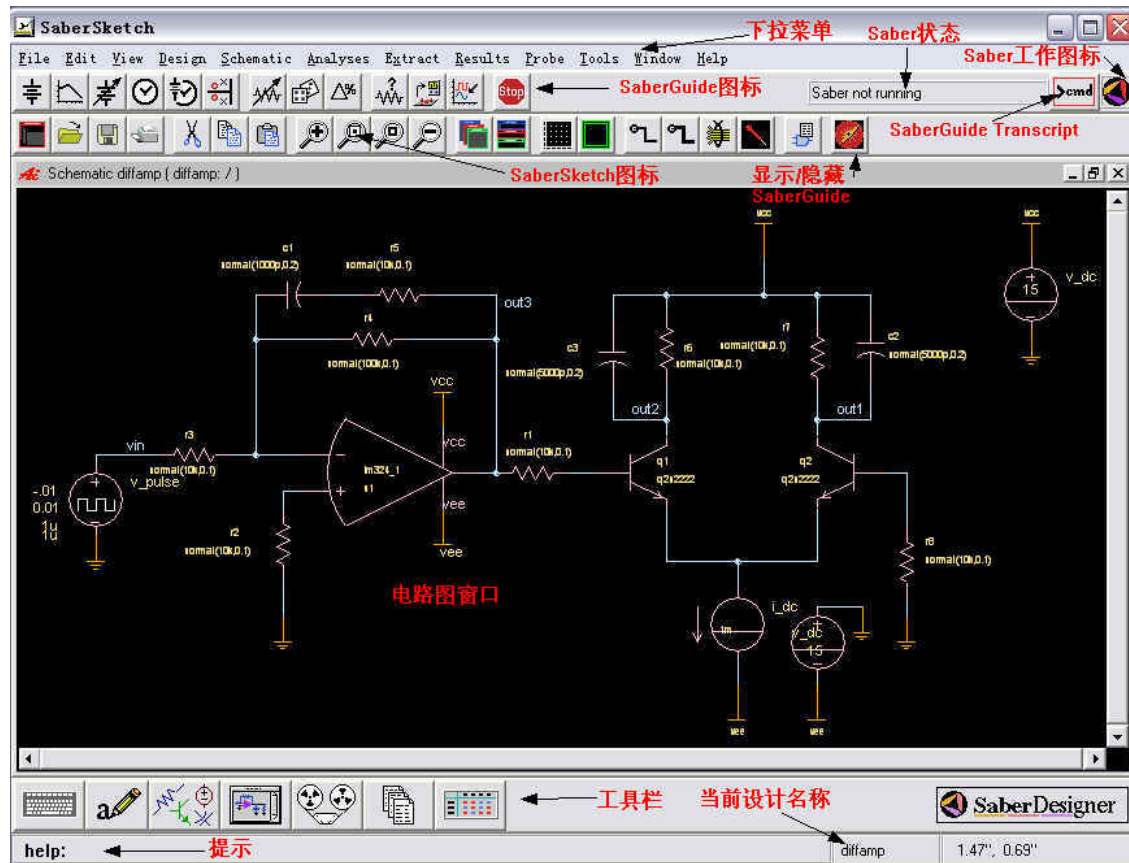 SaberSketch
下拉菜单
Saber状态
Saber工作图标
File Edit View Design Schematic Analysis Extract Results Probe Tools Window Help
Stop
SaberGuide图标
Saber not running
>cmd
SaberGuide Transcript
SaberSketch图标
显示/隐藏
SaberGuide
Schematic diffamp ( diffamp: / )
vcc
vcc
c1
normal(1000p,0.2)
r5
normal(10k,0.1)
out3
r4
normal(100k,0.1)
v_dc
15
c3
normal(5000p,0.2)
r6
normal(10k,0.1)
r7
normal(10k,0.1)
c2
normal(5000p,0.2)
out2
out1
vcc
vcc
vin
r3
normal(10k,0.1)
v_pulse
lm324_1
r1
normal(10k,0.1)
q1
q2n2222
q2
q2n2222
-.01
0.01
1u
1u
vee
vee
r2
normal(10k,0.1)
r8
normal(10k,0.1)
电路图窗口
i_dc
1m
v_dc
15
vee
vee
a
工具栏
当前设计名称
SaberDesigner
help:
提示
diffamp
1.47", 0.69"